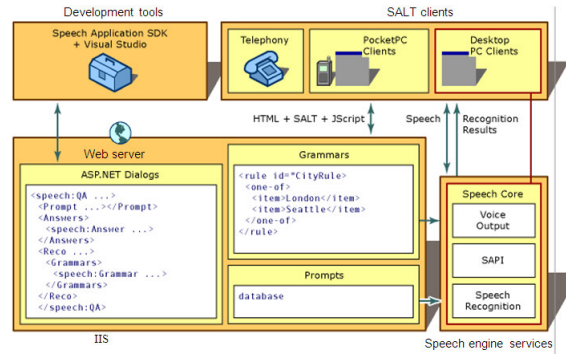 Development tools
SALT clients
Speech Application SDK
+ Visual Studio
Telephony
PocketPC
Clients
Desktop
PC Clients
HTML + SALT + JScript
Speech
Recognition
Results
Web server
ASP.NET Dialogs
<speech:QA ...>
<Prompt ...></Prompt>
<Answers>
<speech:Answer ...>
</Answers>
<Reco ...>
<Grammars>
<speech:Grammar ...>
</Grammars>
</Reco>
</speech:QA>
Grammars
<rule id="CityRule>
<one-of>
<item>London</item>
<item>Seattle</item>
</one-of>
</rule>
Prompts
database
Speech Core
Voice
Output
SAPI
Speech
Recognition
IIS
Speech engine services